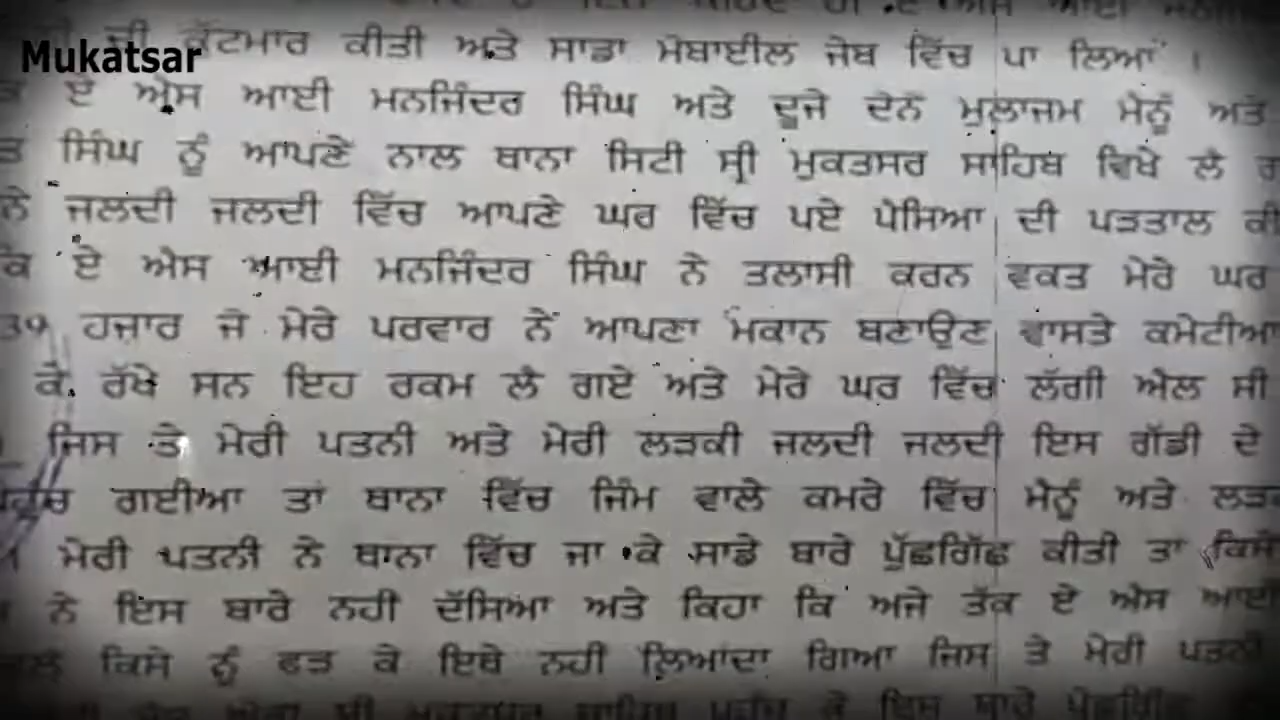 Mukatsar
ਕੁੱਟਮਾਰ ਕੀਤੀ ਅਤੇ ਸਾਡਾ ਮੋਬਾਈਲ ਜੇਬ ਵਿੱਚ ਪਾ ਲਿਆ ।
ਏ ਐਸ ਆਈ ਮਨਜਿੰਦਰ ਸਿੰਘ ਅਤੇ ਦੂਜੇ ਦੋਨੋ ਮੁਲਾਜਮ ਮੈਨੂੰ ਅਤੇ
ਸਿੰਘ ਨੂੰ ਆਪਣੇ ਨਾਲ ਥਾਨਾ ਸਿਟੀ ਸ੍ਰੀ ਮੁਕਤਸਰ ਸਾਹਿਬ ਵਿਖੇ ਲੈ
ਨੇ ਜਲਦੀ ਜਲਦੀ ਵਿੱਚ ਆਪਣੇ ਘਰ ਵਿੱਚ ਪਏ ਪੈਸਿਆ ਦੀ ਪੜਤਾਲ
ਕੇ ਏ ਐਸ ਆਈ ਮਨਜਿੰਦਰ ਸਿੰਘ ਨੇ ਤਲਾਸੀ ਕਰਨ ਵਕਤ ਮੇਰੇ ਘਰ
ਹਜਾਰ ਜੋ ਮੇਰੇ ਪਰਵਾਰ ਨੇ ਆਪਣਾ ਮਕਾਨ ਬਣਾਉਣ ਵਾਸਤੇ ਕਮੇਟੀਆ
ਕੇ ਰੱਖੇ ਸਨ ਇਹ ਰਕਮ ਲੈ ਗਏ ਅਤੇ ਮੇਰੇ ਘਰ ਵਿੱਚ ਲੱਗੀ ਐਲ ਸੀ
ਜਿਸ ਤੇ ਮੇਰੀ ਪਤਨੀ ਅਤੇ ਮੇਰੀ ਲੜਕੀ ਜਲਦੀ ਜਲਦੀ ਇਸ ਗੱਡੀ ਦੇ
ਗਈਆ ਤਾਂ ਥਾਨਾ ਵਿੱਚ ਜਿੰਮ ਵਾਲੇ ਕਮਰੇ ਵਿੱਚ ਮੈਨੂੰ ਅਤੇ
ਮੇਰੀ ਪਤਨੀ ਨੇ ਥਾਨਾ ਵਿੱਚ ਜਾ ਕੇ ਸਾਡੇ ਬਾਰੇ ਪੁੱਛਗਿੱਛ ਕੀਤੀ ਤਾ ਕਿਸੇ
ਨੇ ਇਸ ਬਾਰੇ ਨਹੀ ਦੱਸਿਆ ਅਤੇ ਕਿਹਾ ਕਿ ਅਜੇ ਤੱਕ ਏ ਐਸ ਆਈ
ਕਿਸੇ ਨੂੰ ਫੜ ਕੇ ਇਥੇ ਨਹੀ ਲਿਆਂਦਾ ਗਿਆ ਜਿਸ ਤੇ ਮੇਰੀ ਪਤਨੀ